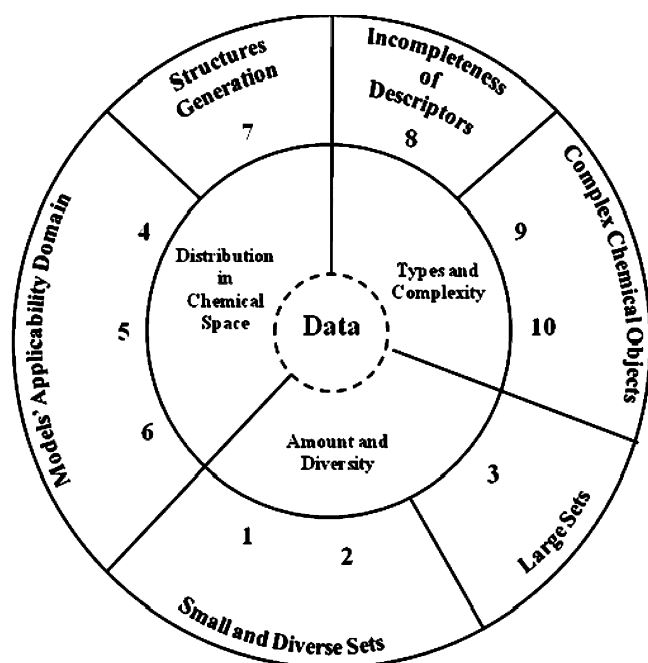 Structures
Generation
7
Incompleteness
of
Descriptors
8
Complex Chemical Objects
9
10
Models' Applicability Domain
4
5
6
Distribution
in
Chemical
Space
Types and
Complexity
Data
Amount and
Diversity
3
Large Sets
1
2
Small and Diverse Sets